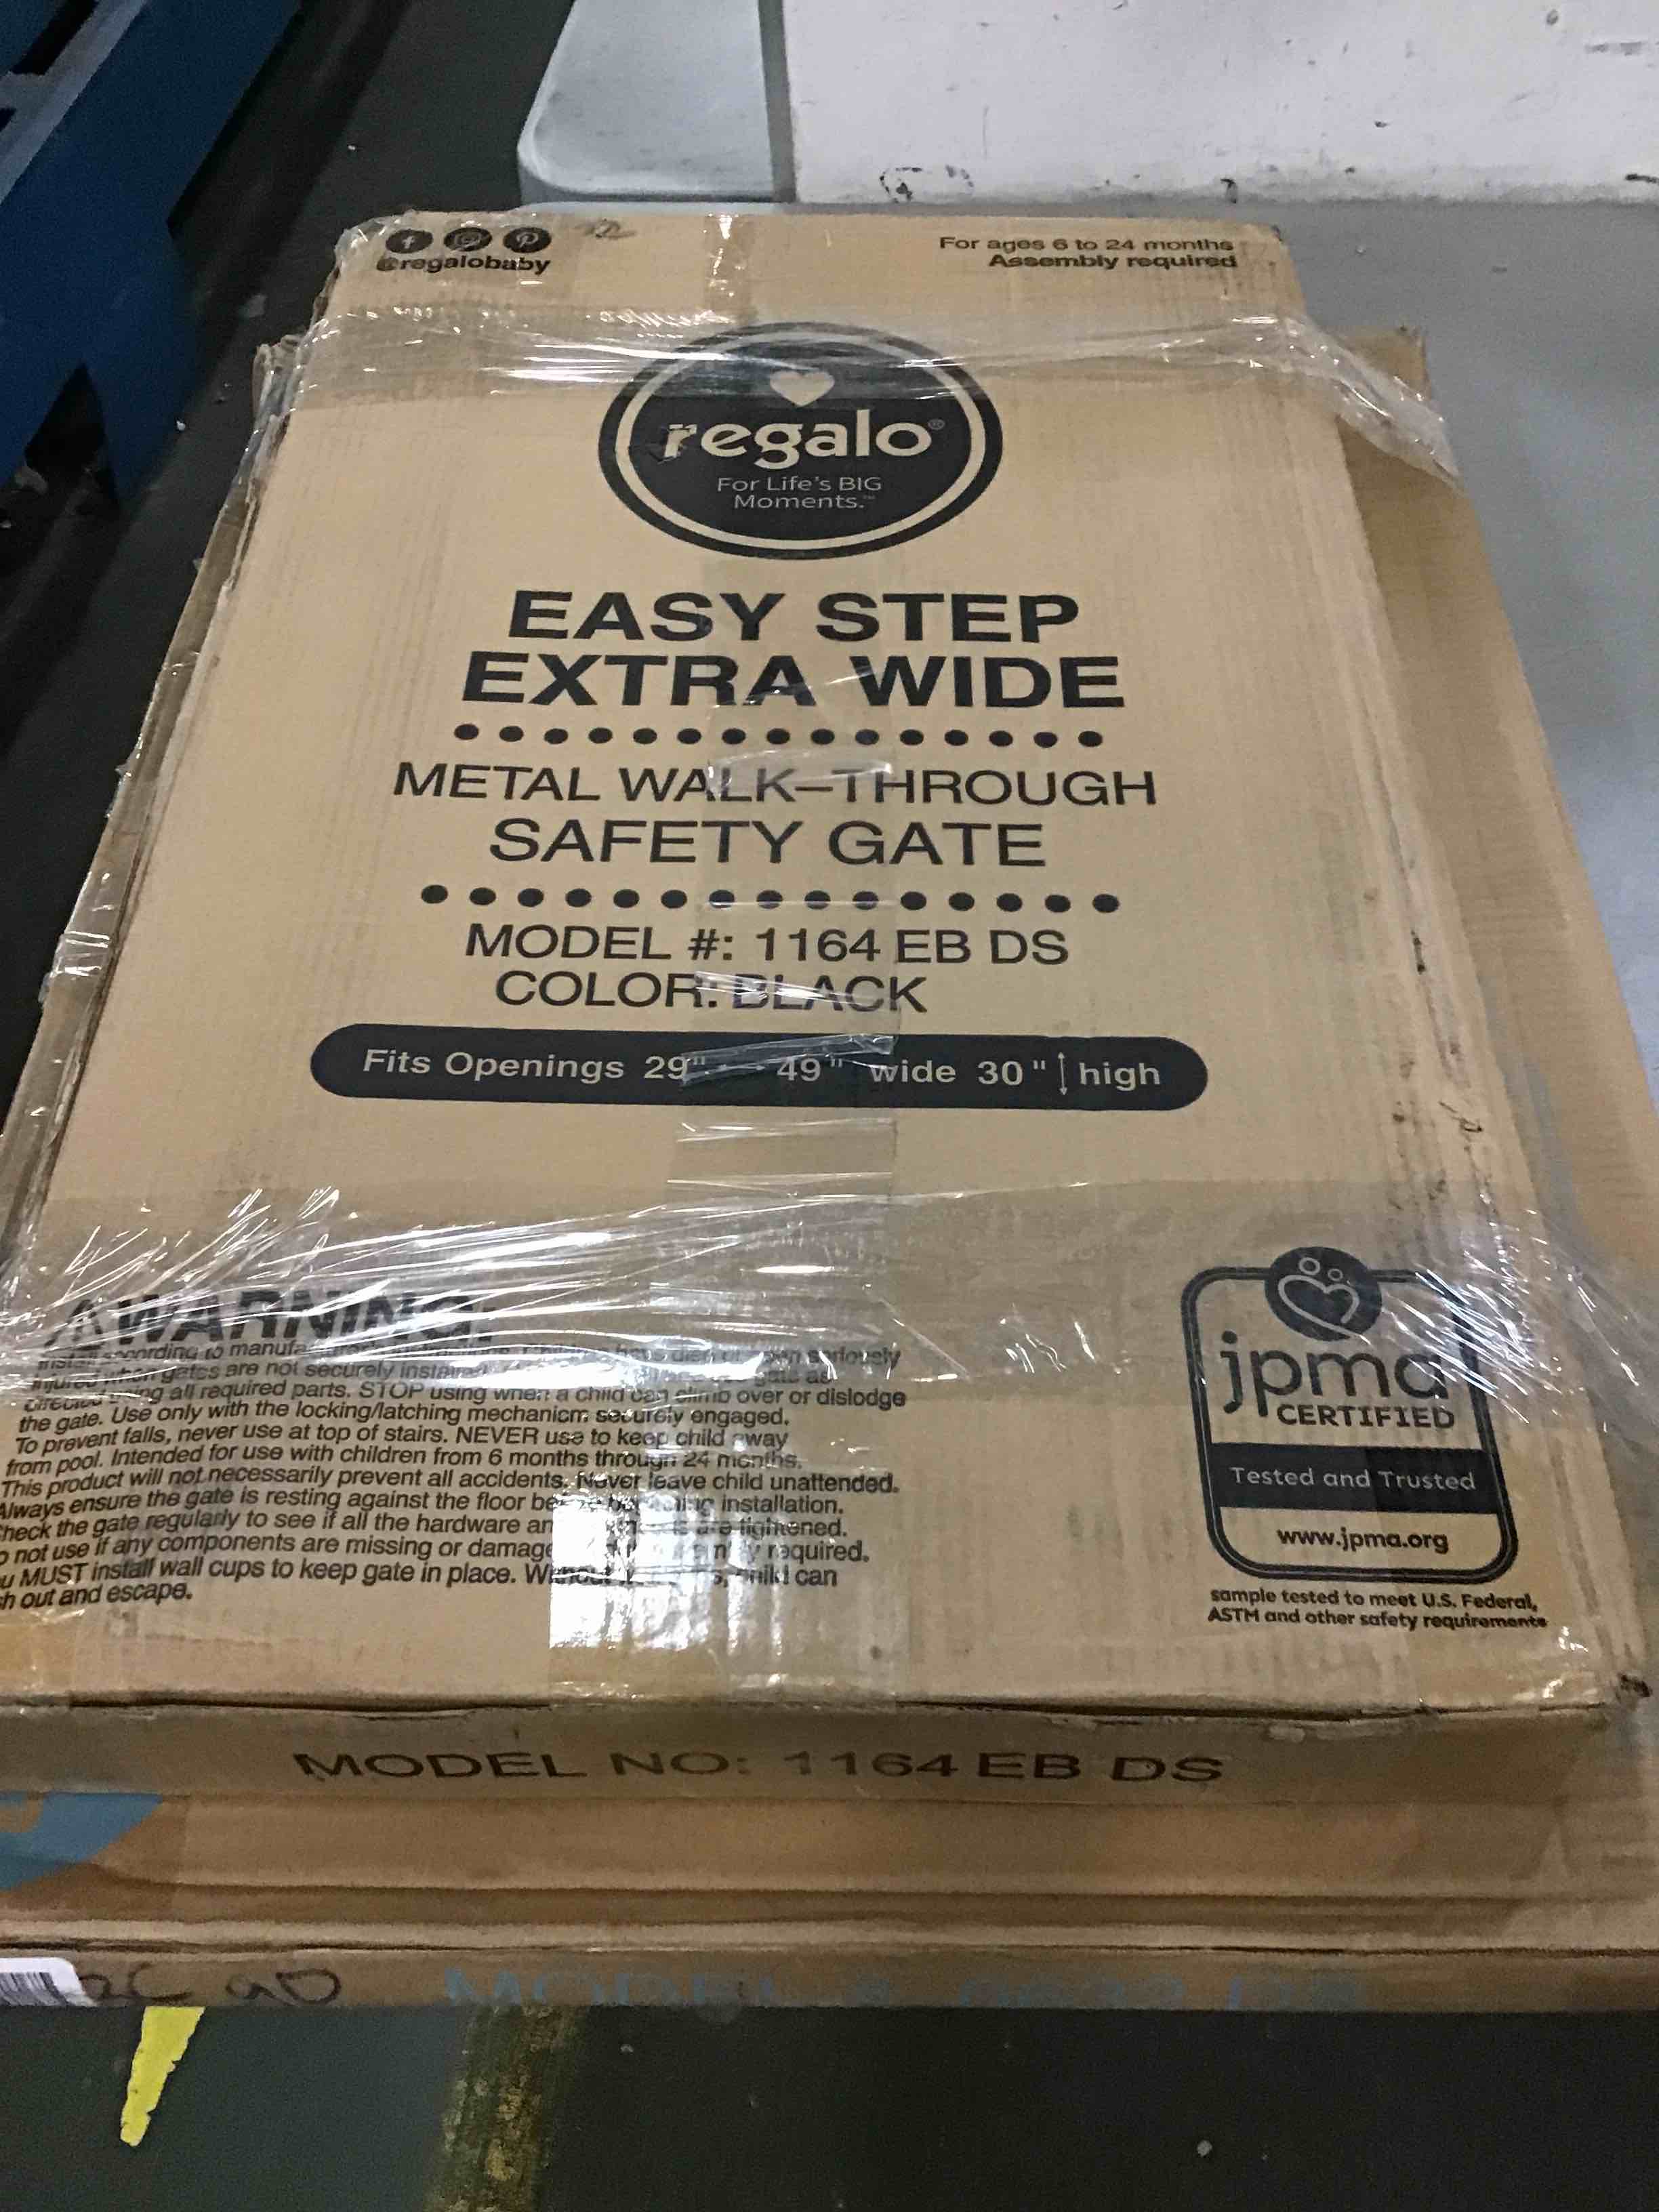 @regalobaby
For ages 6 to 24 months
Assembly required
regalo®
For Life's BIG
Moments.™
EASY STEP
EXTRA WIDE
METAL WALK-THROUGH
SAFETY GATE
MODEL #: 1164 EB DS
COLOR: BLACK
Fits Openings 29" 49" wide 30" high
WARNING:
according to
when gates are not securely
using all required parts. STOP using when a child can climb over or dislodge
the gate. Use only with the locking/latching mechanism securely engaged.
To prevent falls, never use at top of stairs. NEVER use to keep child away
from pool. Intended for use with children from 6 months through 24 months.
This product will not necessarily prevent all accidents. Never leave child unattended.
Always ensure the gate is resting against the floor installation.
heck the gate regularly to see if all the hardware are tightened.
o not use if any components are missing or required.
u MUST install wall cups to keep gate in place. Without child can
h out and escape.
jpma
CERTIFIED
Tested and Trusted
www.jpma.org
sample tested to meet U.S. Federal,
ASTM and other safety requirements
MODEL NO: 1164 EB DS